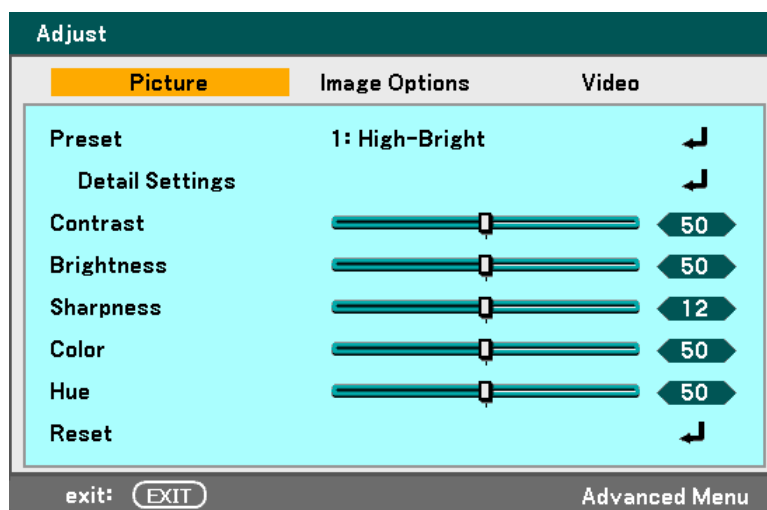 Adjust
Picture Image Options Video
Preset 1: High-Bright
Detail Settings
Contrast 50
Brightness 50
Sharpness 12
Color 50
Hue 50
Reset
exit: EXIT Advanced Menu